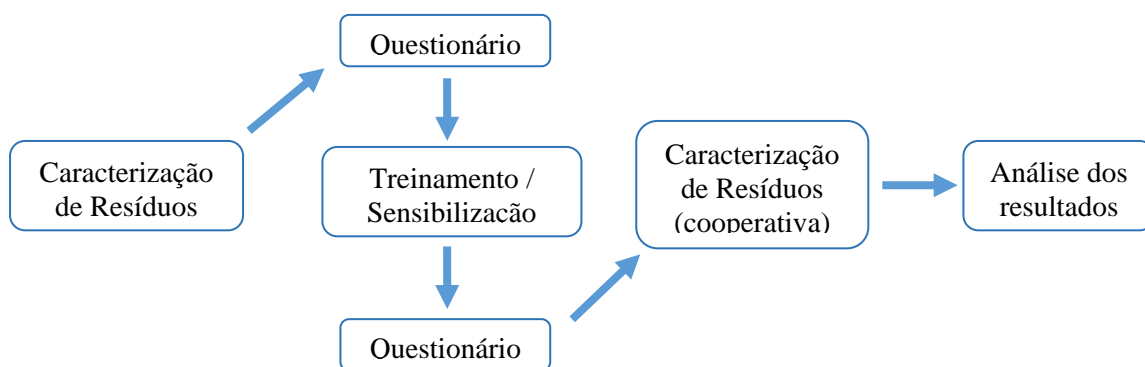 Questionário
Caracterização
de Resíduos
Treinamento /
Sensibilização
Questionário
Caracterização
de Resíduos
(cooperativa)
Análise dos
resultados